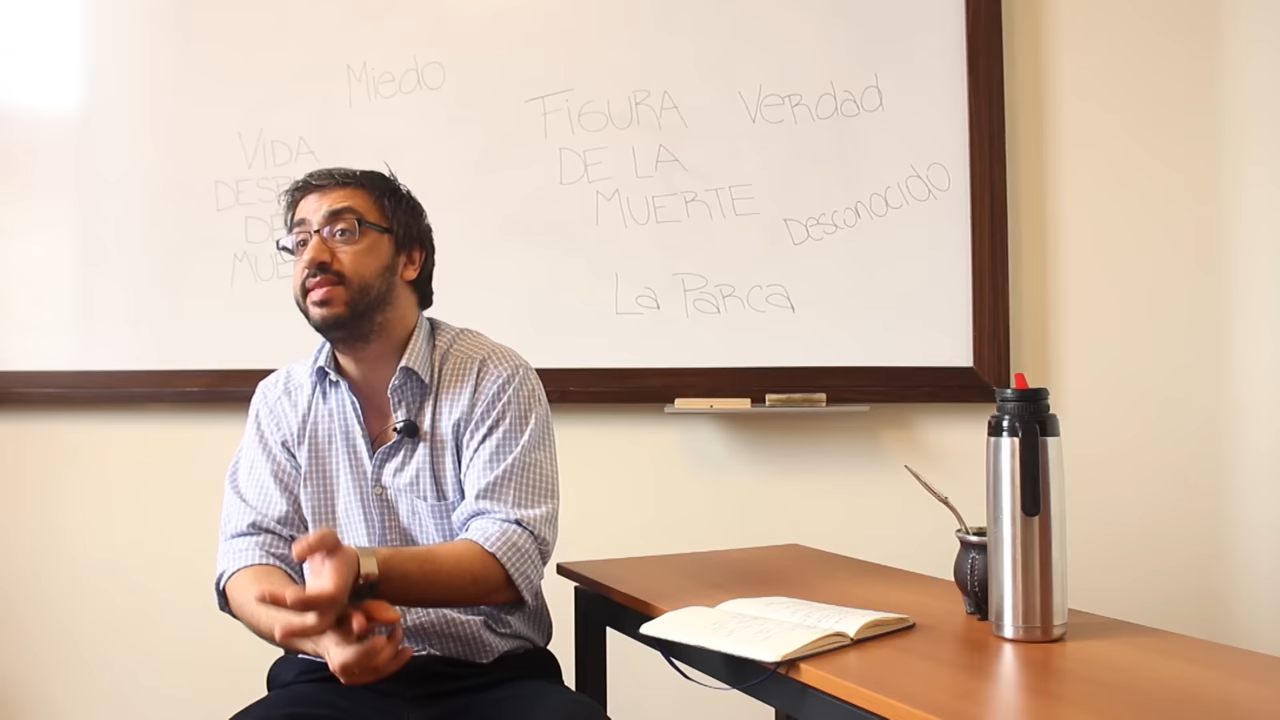 Miedo
VIDA
FIGURA
DE LA
MUERTE
Verdad
Desconocido
La Parca